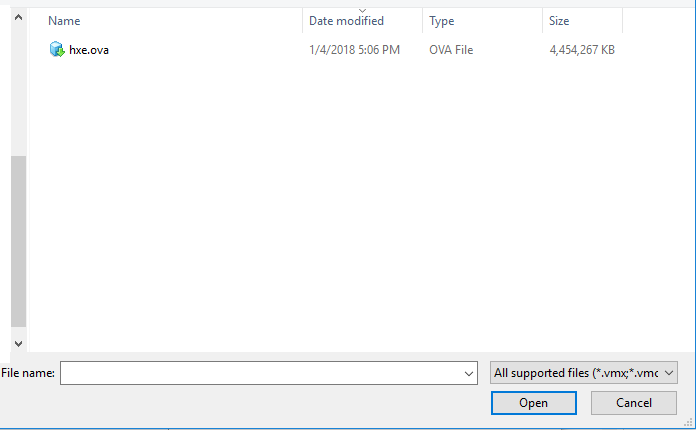 Name Date modified Type Size
hxe.ova 1/4/2018 5:06 PM OVA File 4,454,267 KB
File name: All supported files (*.vmx;*.vmc
Open Cancel